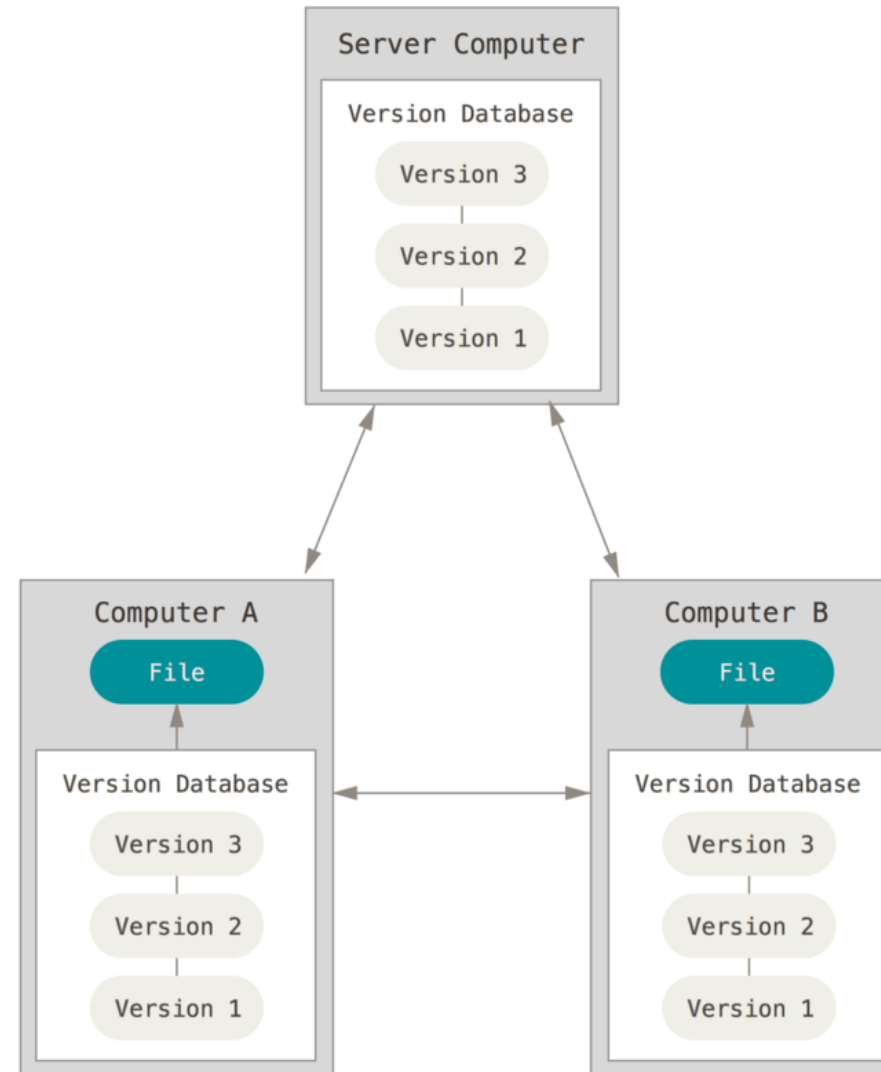 Server Computer
Version Database
Version 3
Version 2
Version 1
Computer A
File
Version Database
Version 3
Version 2
Version 1
Computer B
File
Version Database
Version 3
Version 2
Version 1